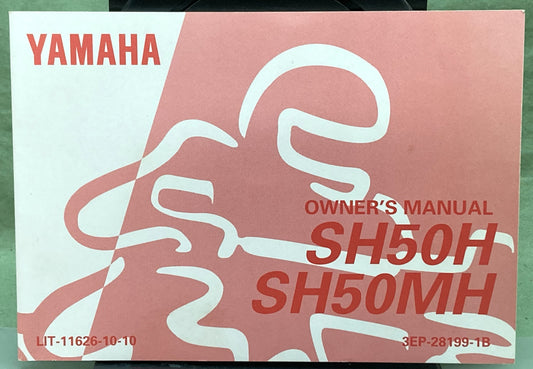 YAMAHA
OWNER'S MANUAL
SH50H
SH50MH
LIT-11626-10-10
3EP-28199-1B